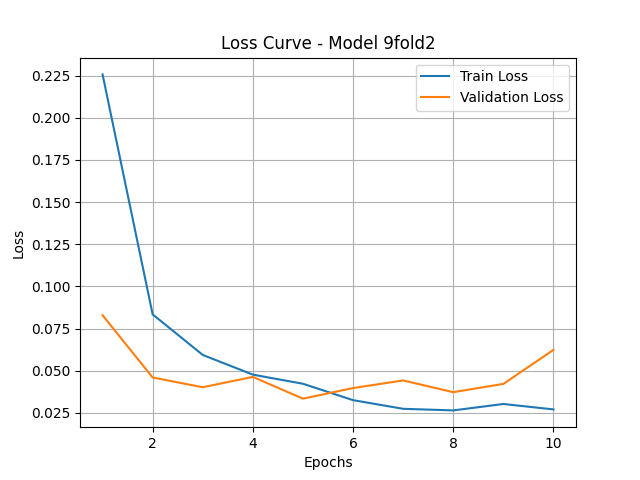 Loss Curve - Model 9fold2
Train Loss
Validation Loss
0.225
0.200
0.175
0.150
0.125
0.100
0.075
0.050
0.025
Loss
2 4 6 8 10
Epochs